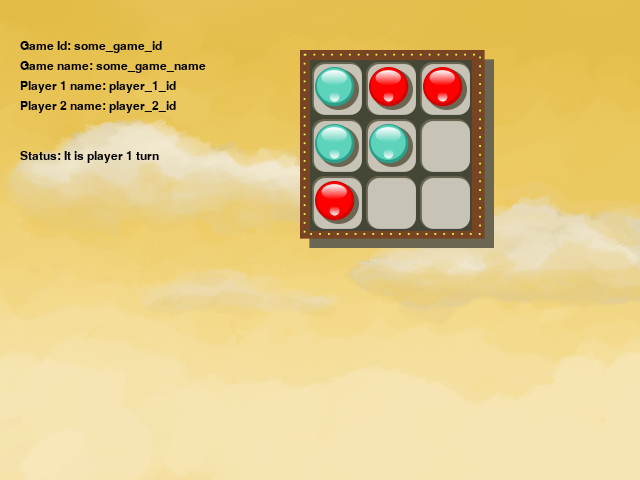 Game Id: some_game_id
Game name: some_game_name
Player 1 name: player_1_id
Player 2 name: player_2_id
Status: It is player 1 turn